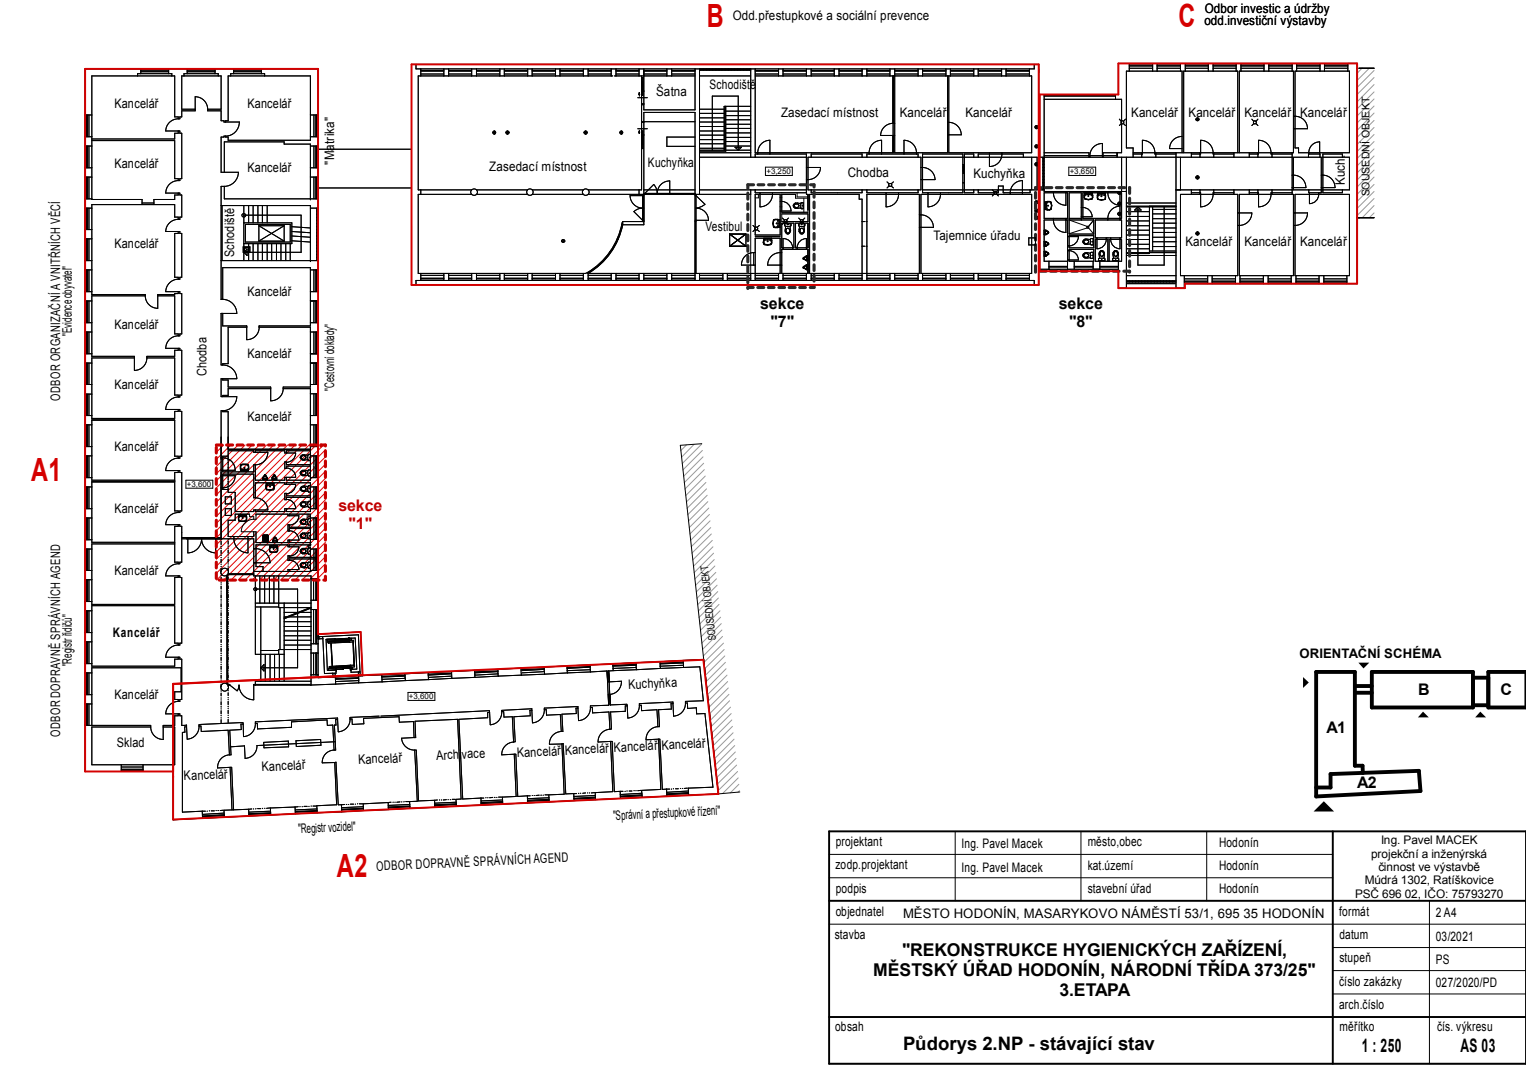 B Odd.přestupkové a sociální prevence
C Odbor investic a údržby
odd.investiční výstavby
Kancelář
Kancelář
Kancelář
Kancelář
Kancelář
Schodiště
Kancelář
Kancelář
Kancelář
Kancelář
Kancelář
Kancelář
Chodba
Kancelář
Kancelář
Kancelář
Kancelář
Kancelář
Sklad
+3,600
"Matrika"
"Cestovní doklady"
ODBOR ORGANIZAČNÍ A VNITŘNÍCH VĚCÍ
"Evidence obyvatel"
A1
ODBOR DOPRAVNĚ SPRÁVNÍCH AGEND
"Registr řidičů"
sekce
"1"
Zasedací místnost
Šatna
Kuchyňka
Schodiště
Zasedací místnost
Kancelář
Kancelář
+3,250
Chodba
Kuchyňka
Vestibul
Tajemnice úřadu
sekce
"7"
+3,650
sekce
"8"
Kancelář
Kancelář
Kancelář
Kancelář
Kuch
Kancelář
Kancelář
Kancelář
SOUSEDNÍ OBJEKT
SOUSEDNÍ OBJEKT
+3,600
Kuchyňka
Kancelář
Kancelář
Kancelář
Archivace
Kancelář
Kancelář
Kancelář
Kancelář
"Registr vozidel"
"Správní a přestupkové řízení"
A2 ODBOR DOPRAVNĚ SPRÁVNÍCH AGEND
ORIENTAČNÍ SCHÉMA
B
C
A1
A2
projektant Ing. Pavel Macek město,obec Hodonín
zodp.projektant Ing. Pavel Macek kat.území Hodonín
podpis stavební úřad Hodonín
Ing. Pavel MACEK
projekční a inženýrská
činnost ve výstavbě
Múdrá 1302, Ratíškovice
PSČ 696 02, IČO: 75793270
objednatel MĚSTO HODONÍN, MASARYKOVO NÁMĚSTÍ 53/1, 695 35 HODONÍN
formát 2 A4
stavba
"REKONSTRUKCE HYGIENICKÝCH ZAŘÍZENÍ,
MĚSTSKÝ ÚŘAD HODONÍN, NÁRODNÍ TŘÍDA 373/25"
3.ETAPA
datum 03/2021
stupeň PS
číslo zakázky 027/2020/PD
arch.číslo
obsah
Půdorys 2.NP - stávající stav
měřítko čís. výkresu
1 : 250 AS 03